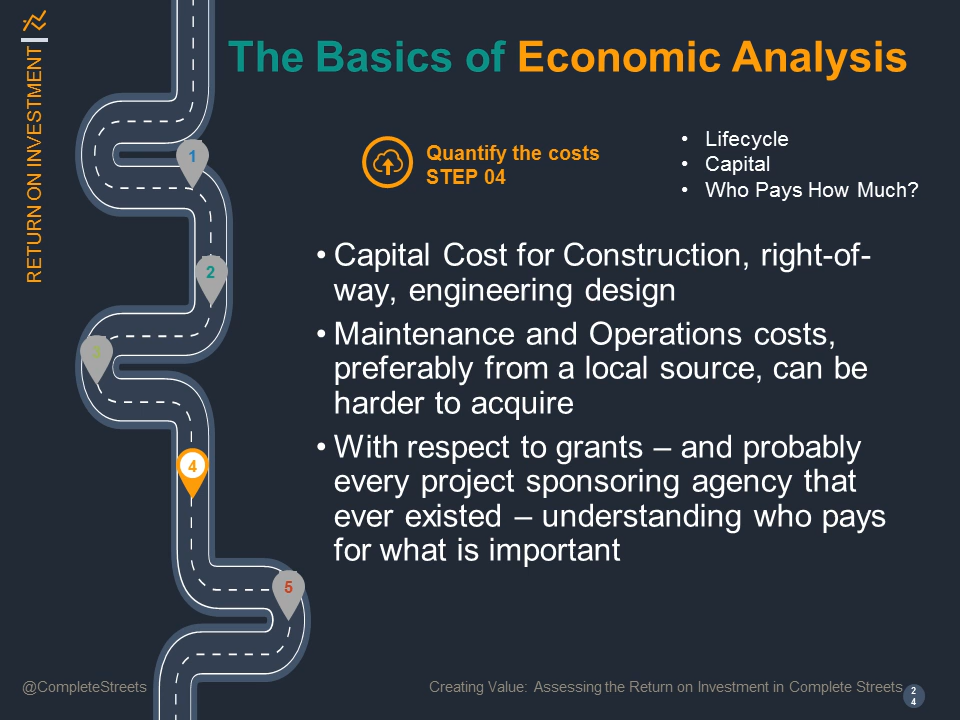 RETURN ON INVESTMENT
The Basics of Economic Analysis
Quantify the costs
STEP 04
• Lifecycle
• Capital
• Who Pays How Much?
1
2
3
4
5
• Capital Cost for Construction, right-of-
way, engineering design
• Maintenance and Operations costs,
preferably from a local source, can be
harder to acquire
• With respect to grants – and probably
every project sponsoring agency that
ever existed – understanding who pays
for what is important
@CompleteStreets
Creating Value: Assessing the Return on Investment in Complete Streets
2
4